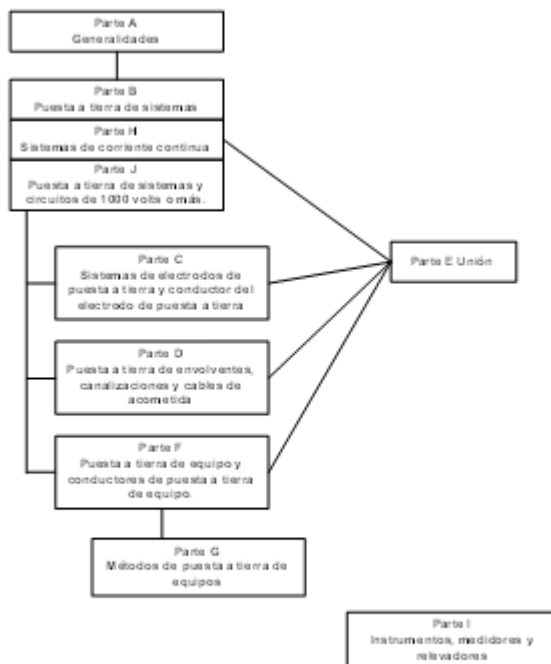 Parte A
Generalidades
Parte B
Puesta a tierra de sistemas
Parte H
Sistemas de corriente continua
Parte J
Puesta a tierra de sistemas y
circuitos de 1000 volts o más.
Parte C
Sistemas de electrodos de
puesta a tierra y conductor del
electrodo de puesta a tierra
Parte E Unión
Parte D
Puesta a tierra de envolventes,
canalizaciones y cables de
acometida
Parte F
Puesta a tierra de equipo y
conductores de puesta a tierra
de equipo.
Parte G
Métodos de puesta a tierra de
equipos
Parte I
Instrumentos, medidores y
relevadores